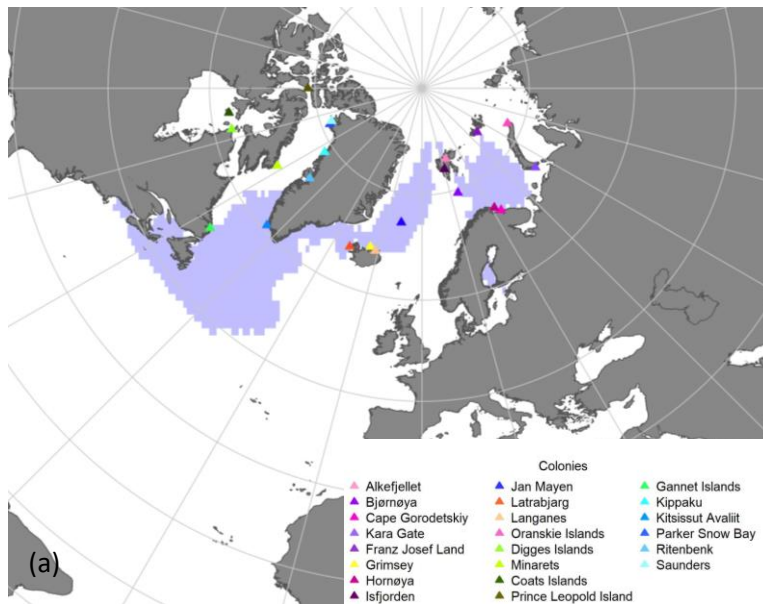 (a)
Colonies
Alkefjellet
Bjørnøya
Cape Gorodetskiy
Kara Gate
Franz Josef Land
Grimsey
Hornøya
Isfjorden
Jan Mayen
Latrabjarg
Langanes
Oranskie Islands
Digges Islands
Minarets
Coats Islands
Prince Leopold Island
Gannet Islands
Kippaku
Kitsissut Avaliit
Parker Snow Bay
Ritenbenk
Saunders